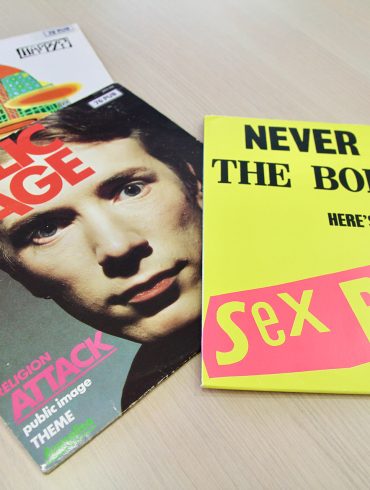 LIC
AGE
RELIGION
ATTACK
public image
THEME
NEVER
THE BO
HERE'S
Sex P